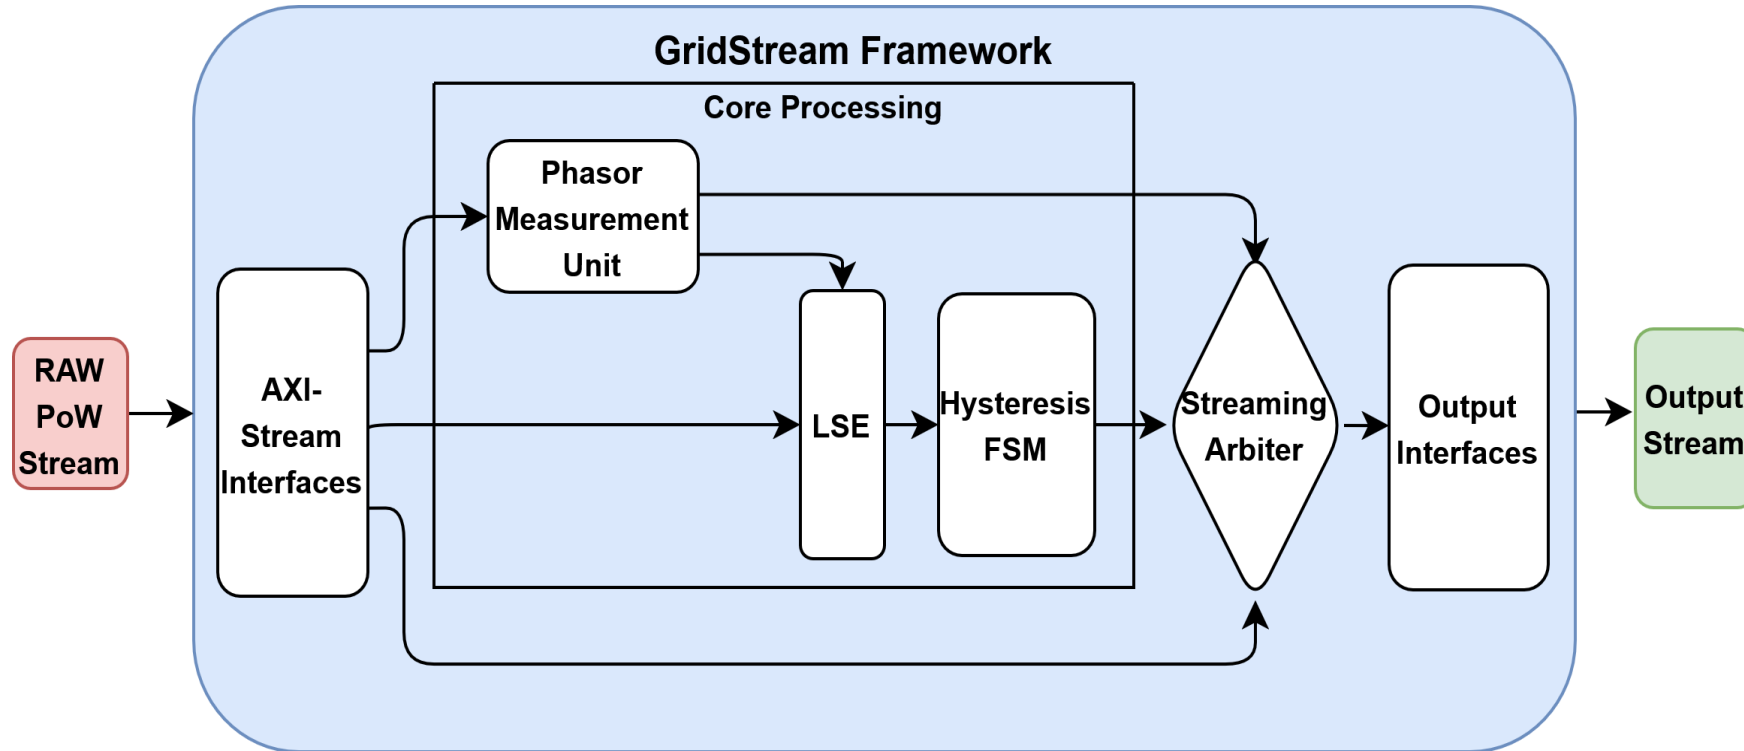 GridStream Framework
Core Processing
Phasor
Measurement
Unit
RAW
PoW
Stream
AXI-
Stream
Interfaces
LSE
Hysteresis
FSM
Streaming
Arbiter
Output
Interfaces
Output
Stream